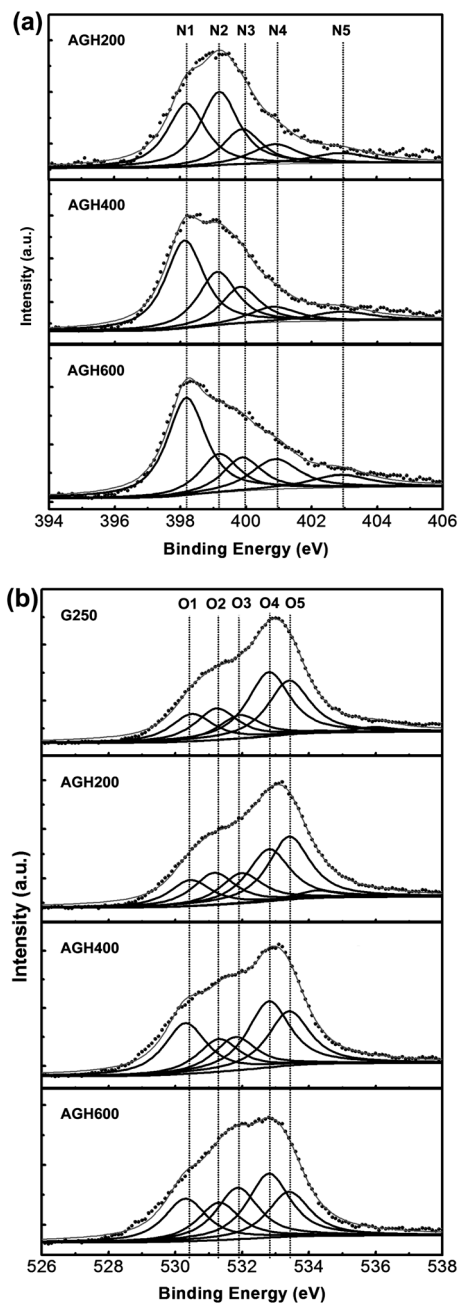 (a)
N1 N2 N3 N4 N5
AGH200
AGH400
AGH600
Intensity (a.u.)
394 396 398 400 402 404 406
Binding Energy (eV)
(b)
O1 O2 O3 O4 O5
G250
AGH200
AGH400
AGH600
Intensity (a.u.)
526 528 530 532 534 536 538
Binding Energy (eV)